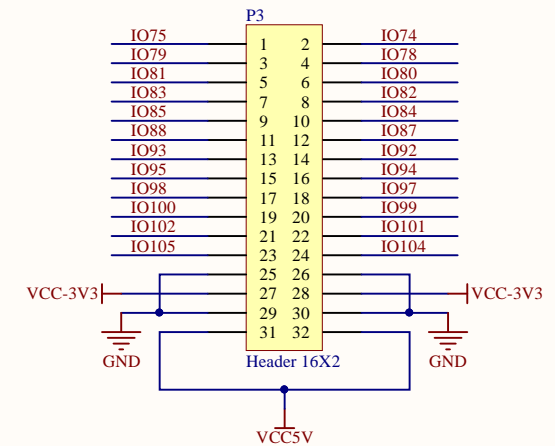 P3
IO75 1 2 IO74
IO79 3 4 IO78
IO81 5 6 IO80
IO83 7 8 IO82
IO85 9 10 IO84
IO88 11 12 IO87
IO93 13 14 IO92
IO95 15 16 IO94
IO98 17 18 IO97
IO100 19 20 IO99
IO102 21 22 IO101
IO105 23 24 IO104
25 26
VCC-3V3 27 28 VCC-3V3
29 30
31 32
GND Header 16X2 GND
VCC5V